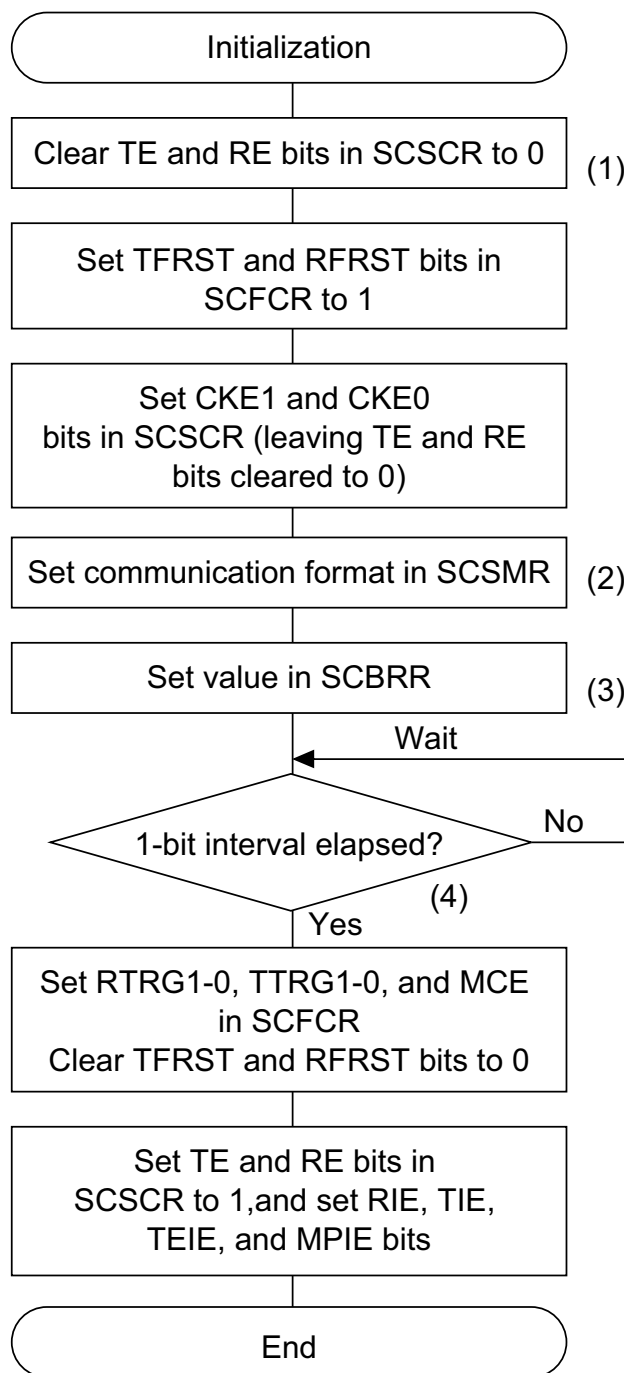 Initialization
Clear TE and RE bits in SCSCR to 0
(1)
Set TFRST and RFRST bits in
SCFCR to 1
Set CKE1 and CKE0
bits in SCSCR (leaving TE and RE
bits cleared to 0)
Set communication format in SCSMR
(2)
Set value in SCBRR
(3)
Wait
1-bit interval elapsed?
No
(4)
Yes
Set RTRG1-0, TTRG1-0, and MCE
in SCFCR
Clear TFRST and RFRST bits to 0
Set TE and RE bits in
SCSCR to 1,and set RIE, TIE,
TEIE, and MPIE bits
End